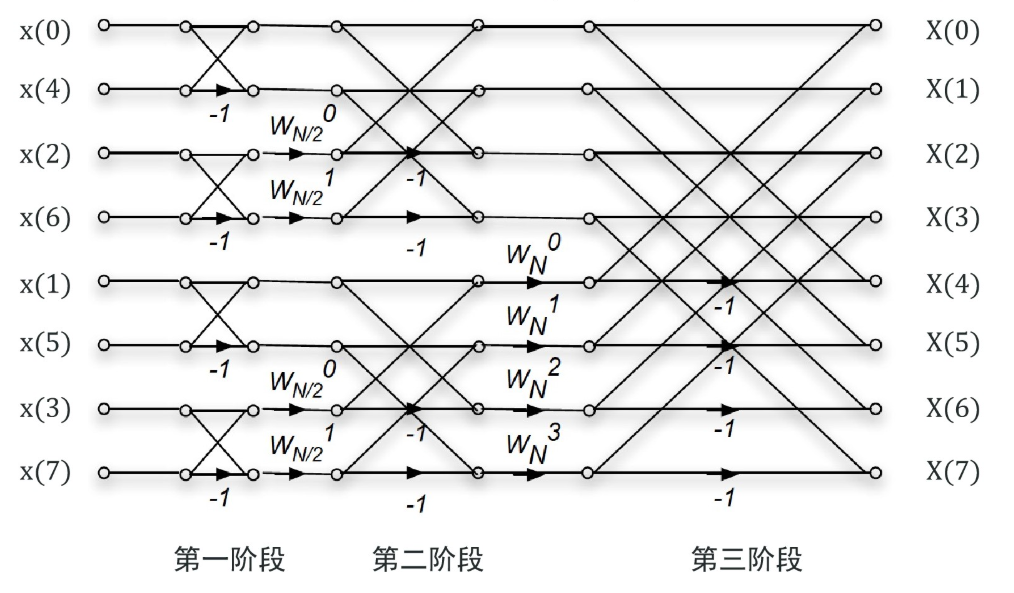 x(0) X(0)
x(4) -1 X(1)
W_{N/2}^0
x(2) -1 X(2)
W_{N/2}^1
x(6) -1 -1 X(3)
W_N^0
x(1) -1 X(4)
W_N^1
x(5) -1 -1 X(5)
W_{N/2}^0 W_N^2
x(3) -1 -1 X(6)
W_{N/2}^1 W_N^3
x(7) -1 -1 -1 X(7)
第一阶段 第二阶段 第三阶段